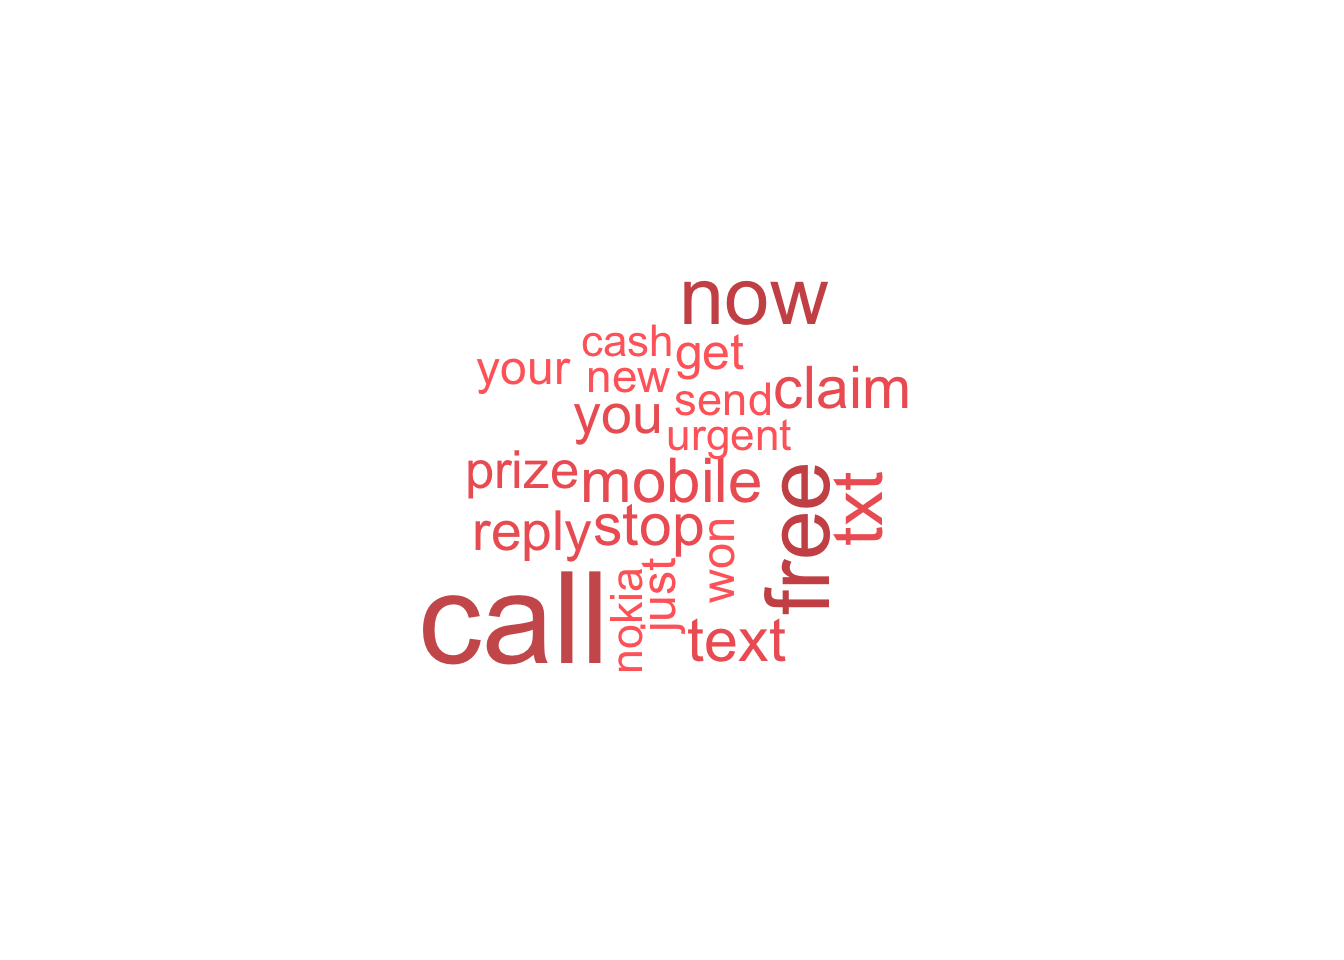 now
cash
get
your
new
send
claim
you
urgent
prize
mobile
free
txt
reply
stop
won
call
nokia
just
text